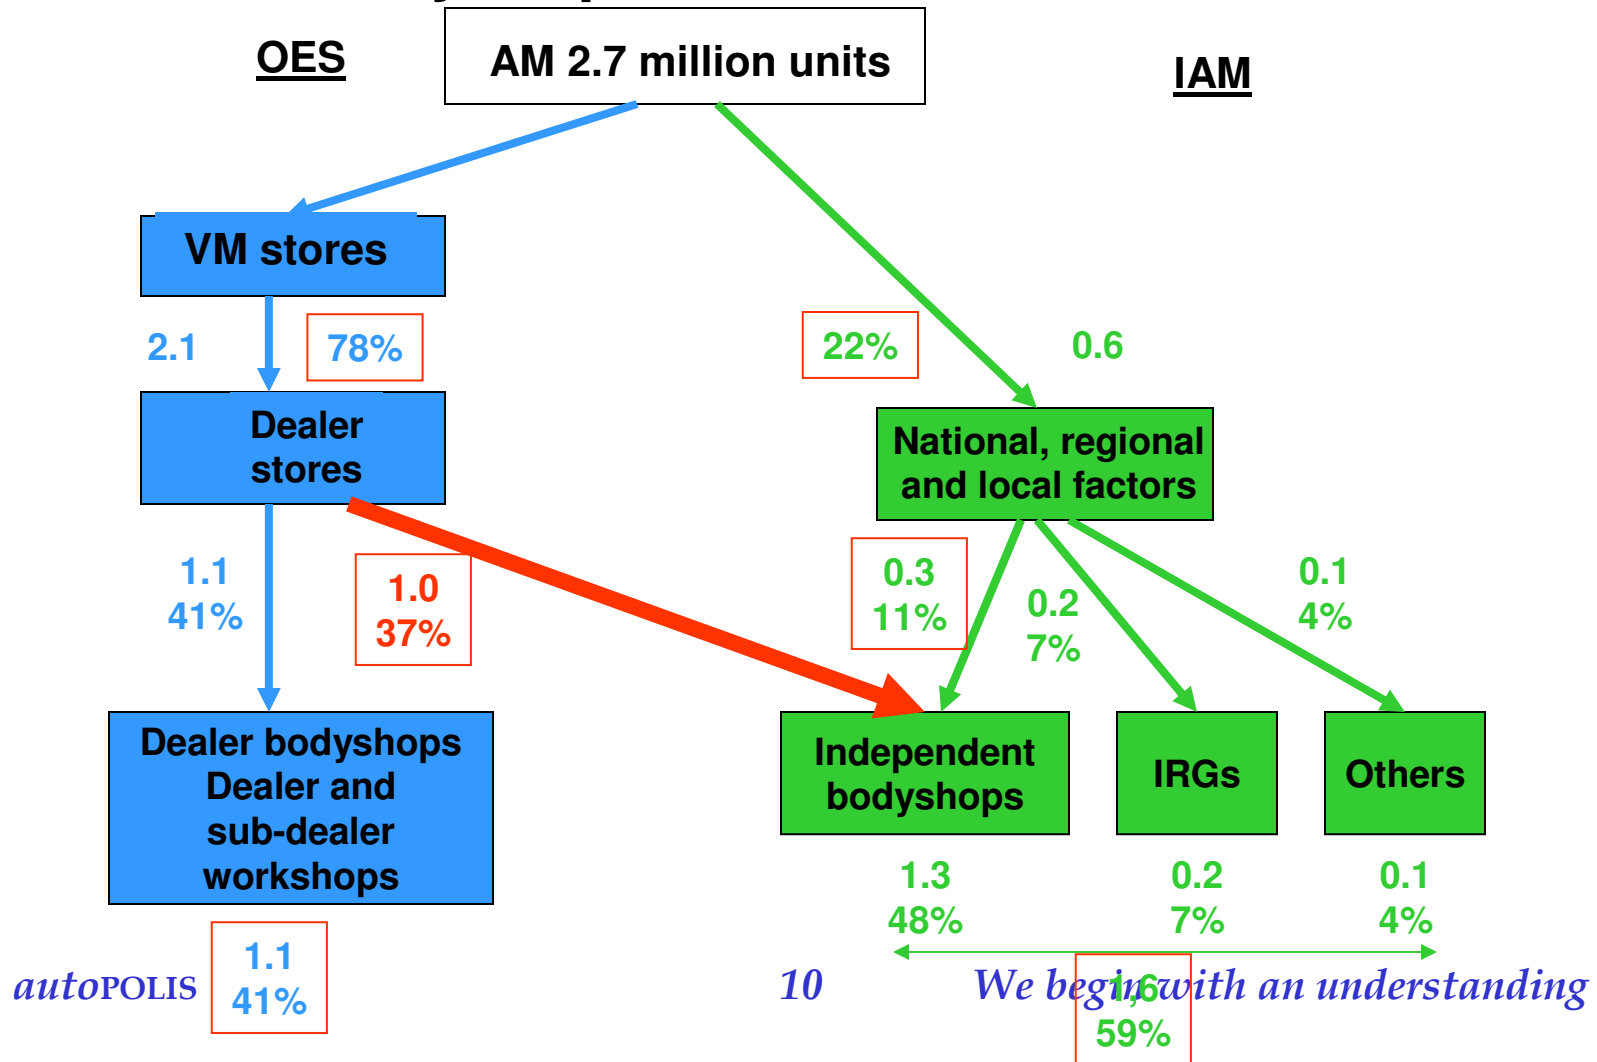 OES
AM 2.7 million units
IAM
VM stores
2.1
78%
22%
0.6
Dealer
stores
National, regional
and local factors
1.1
41%
1.0
37%
0.3
11%
0.2
7%
0.1
4%
Dealer bodyshops
Dealer and
sub-dealer
workshops
Independent
bodyshops
IRGs
Others
1.3
48%
0.2
7%
0.1
4%
1.1
41%
1,6
59%
autoPOLIS
10
We begin with an understanding